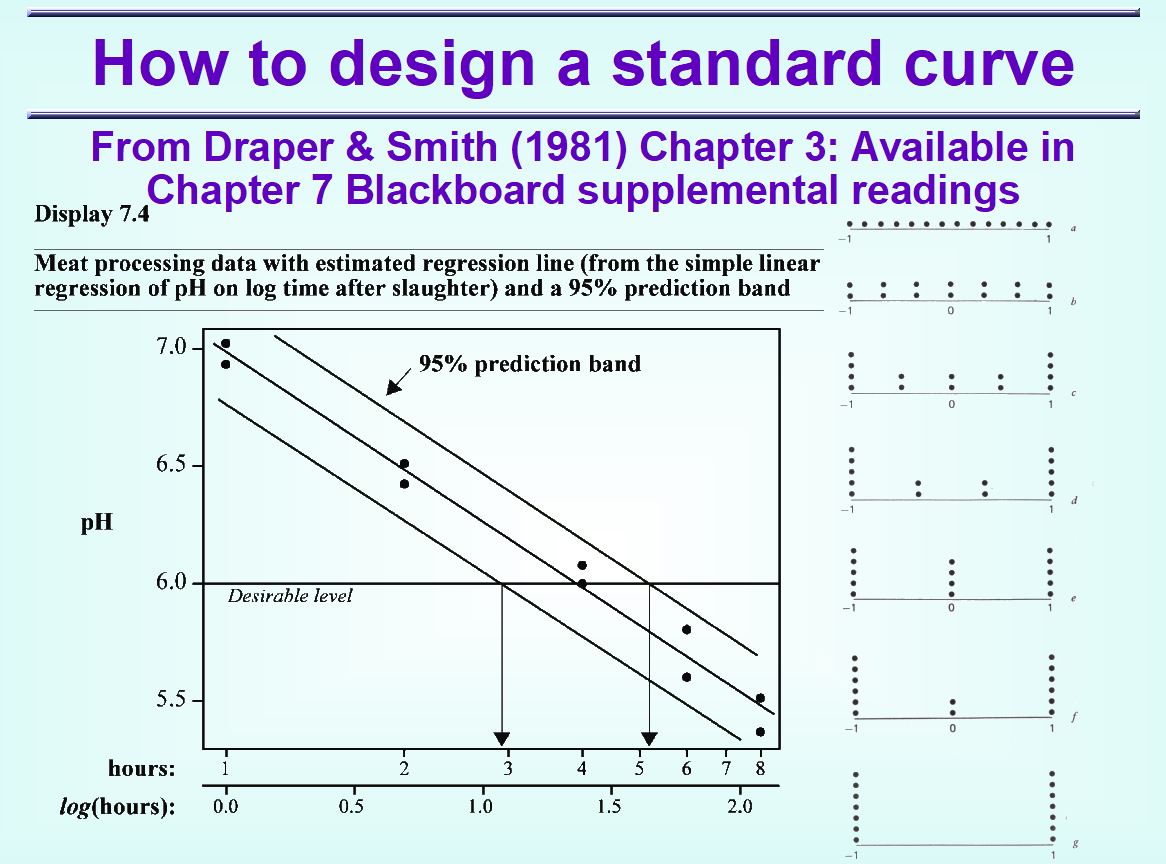 How to design a standard curve
From Draper & Smith (1981) Chapter 3: Available in
Chapter 7 Blackboard supplemental readings
Display 7.4
Meat processing data with estimated regression line (from the simple linear
regression of pH on log time after slaughter) and a 95% prediction band
7.0
95% prediction band
6.5
pH
6.0
Desirable level
5.5
hours: 1 2 3 4 5 6 7 8
log(hours): 0.0 0.5 1.0 1.5 2.0
a
−1 1
b
−1 0 1
c
−1 0 1
d
−1 1
e
−1 0 1
f
−1 0 1
g
−1 1